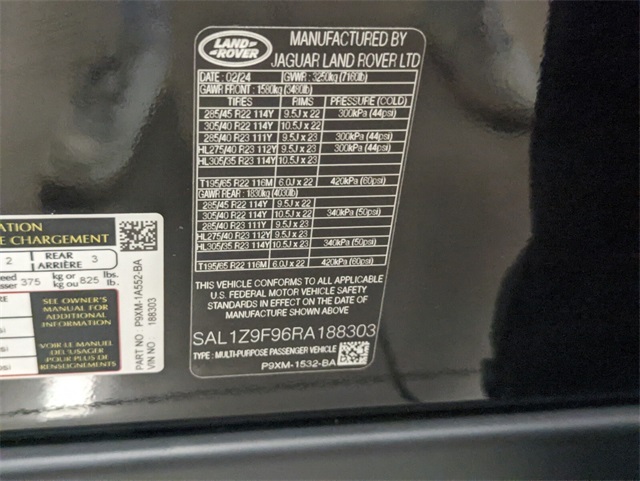 LAND ROVER
MANUFACTURED BY
JAGUAR LAND ROVER LTD
DATE : 02/24 GVWR : 3250kg (7160lb)
GAWR FRONT : 1580kg (3480lb)
TIRES RIMS PRESSURE (COLD)
285/45 R22 114Y 9.5J x 22 300kPa (44psi)
305/40 R22 114Y 10.5J x 22
285/40 R23 111Y 9.5J x 23 300kPa (44psi)
HL275/40 R23 112Y 9.5J x 23 300kPa (44psi)
HL305/35 R23 114Y 10.5J x 23
T195/65 R22 116M 6.0J x 22 420kPa (60psi)
GAWR REAR : 1830kg (4030lb)
285/45 R22 114Y 9.5J x 22
305/40 R22 114Y 10.5J x 22 340kPa (50psi)
285/40 R23 111Y 9.5J x 23
HL275/40 R23 112Y 9.5J x 23
HL305/35 R23 114Y 10.5J x 23 340kPa (50psi)
T195/65 R22 116M 6.0J x 22 420kPa (60psi)
THIS VEHICLE CONFORMS TO ALL APPLICABLE
U.S. FEDERAL MOTOR VEHICLE SAFETY
STANDARDS IN EFFECT ON THE DATE OF
MANUFACTURE SHOWN ABOVE
SAL1Z9F96RA188303
TYPE : MULTI-PURPOSE PASSENGER VEHICLE
P9XM-1532-BA
CHARGEMENT
2 REAR ARRIÈRE 3
375 kg or kg ou 825 lbs. lb.
SEE OWNER'S
MANUAL FOR
ADDITIONAL
INFORMATION
VOIR LE MANUEL
DE L'USAGER
POUR PLUS DE
RENSEIGNEMENTS
PART NO P9XM-1A552-BA
VIN NO: 188303